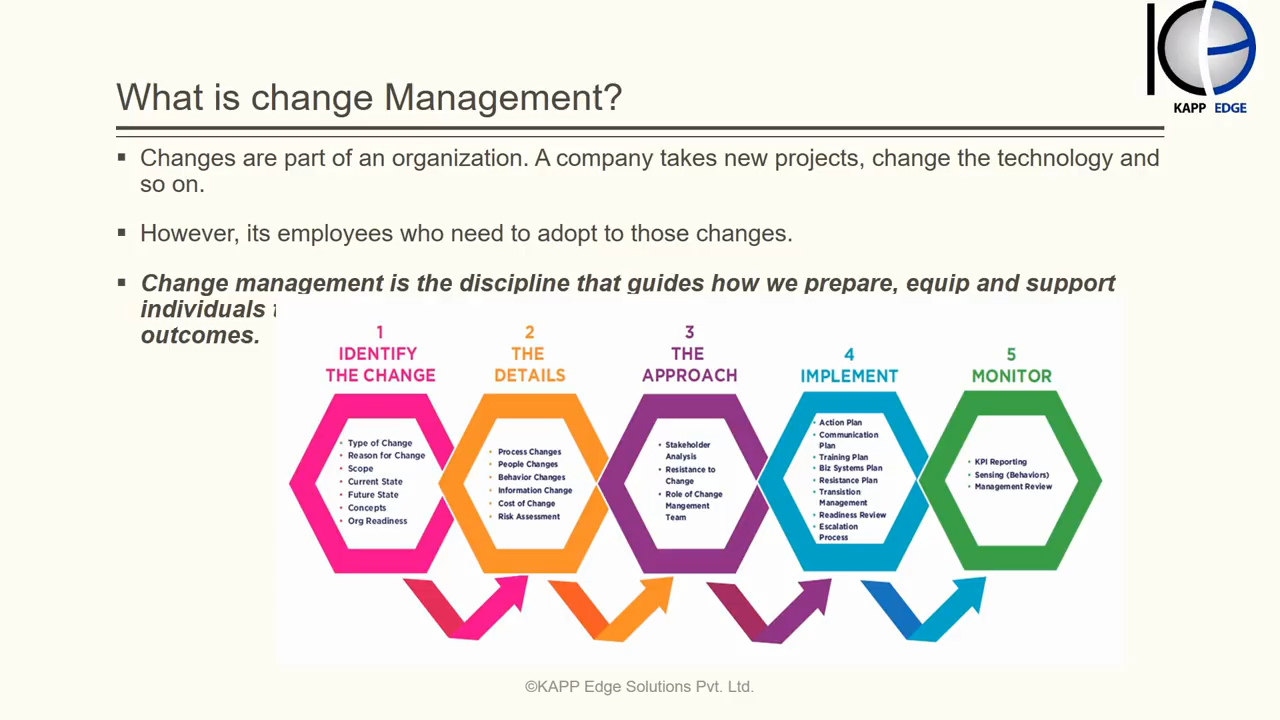 KAPP EDGE
What is change Management?
▪ Changes are part of an organization. A company takes new projects, change the technology and
so on.
▪ However, its employees who need to adopt to those changes.
▪ Change management is the discipline that guides how we prepare, equip and support
individuals
outcomes.
1
IDENTIFY
THE CHANGE
• Type of Change
• Reason for Change
• Scope
• Current State
• Future State
• Concepts
• Org Readiness
2
THE
DETAILS
• Process Changes
• People Changes
• Behavior Changes
• Information Change
• Cost of Change
• Risk Assessment
3
THE
APPROACH
• Stakeholder
Analysis
• Resistance to
Change
• Role of Change
Mangement
Team
4
IMPLEMENT
• Action Plan
• Communication
Plan
• Training Plan
• Biz Systems Plan
• Resistance Plan
• Transistion
Management
• Readiness Review
• Escalation
Process
5
MONITOR
• KPI Reporting
• Sensing (Behaviors)
• Management Review
©KAPP Edge Solutions Pvt. Ltd.